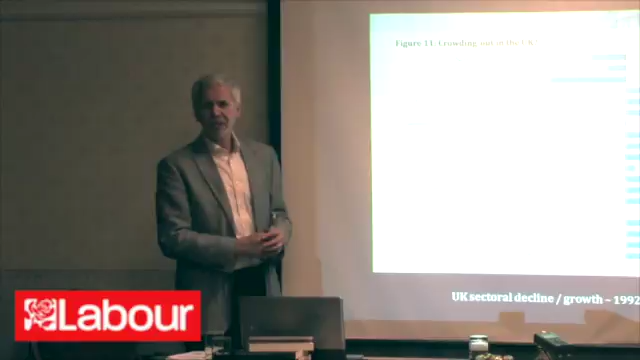 Figure 11: Crowding out in the UK?
UK sectoral decline / growth ~ 1992
Labour